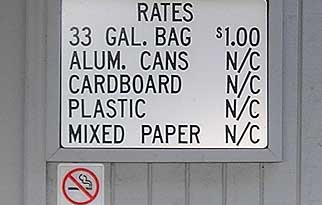 RATES
33 GAL. BAG $1.00
ALUM. CANS N/C
CARDBOARD N/C
PLASTIC N/C
MIXED PAPER N/C